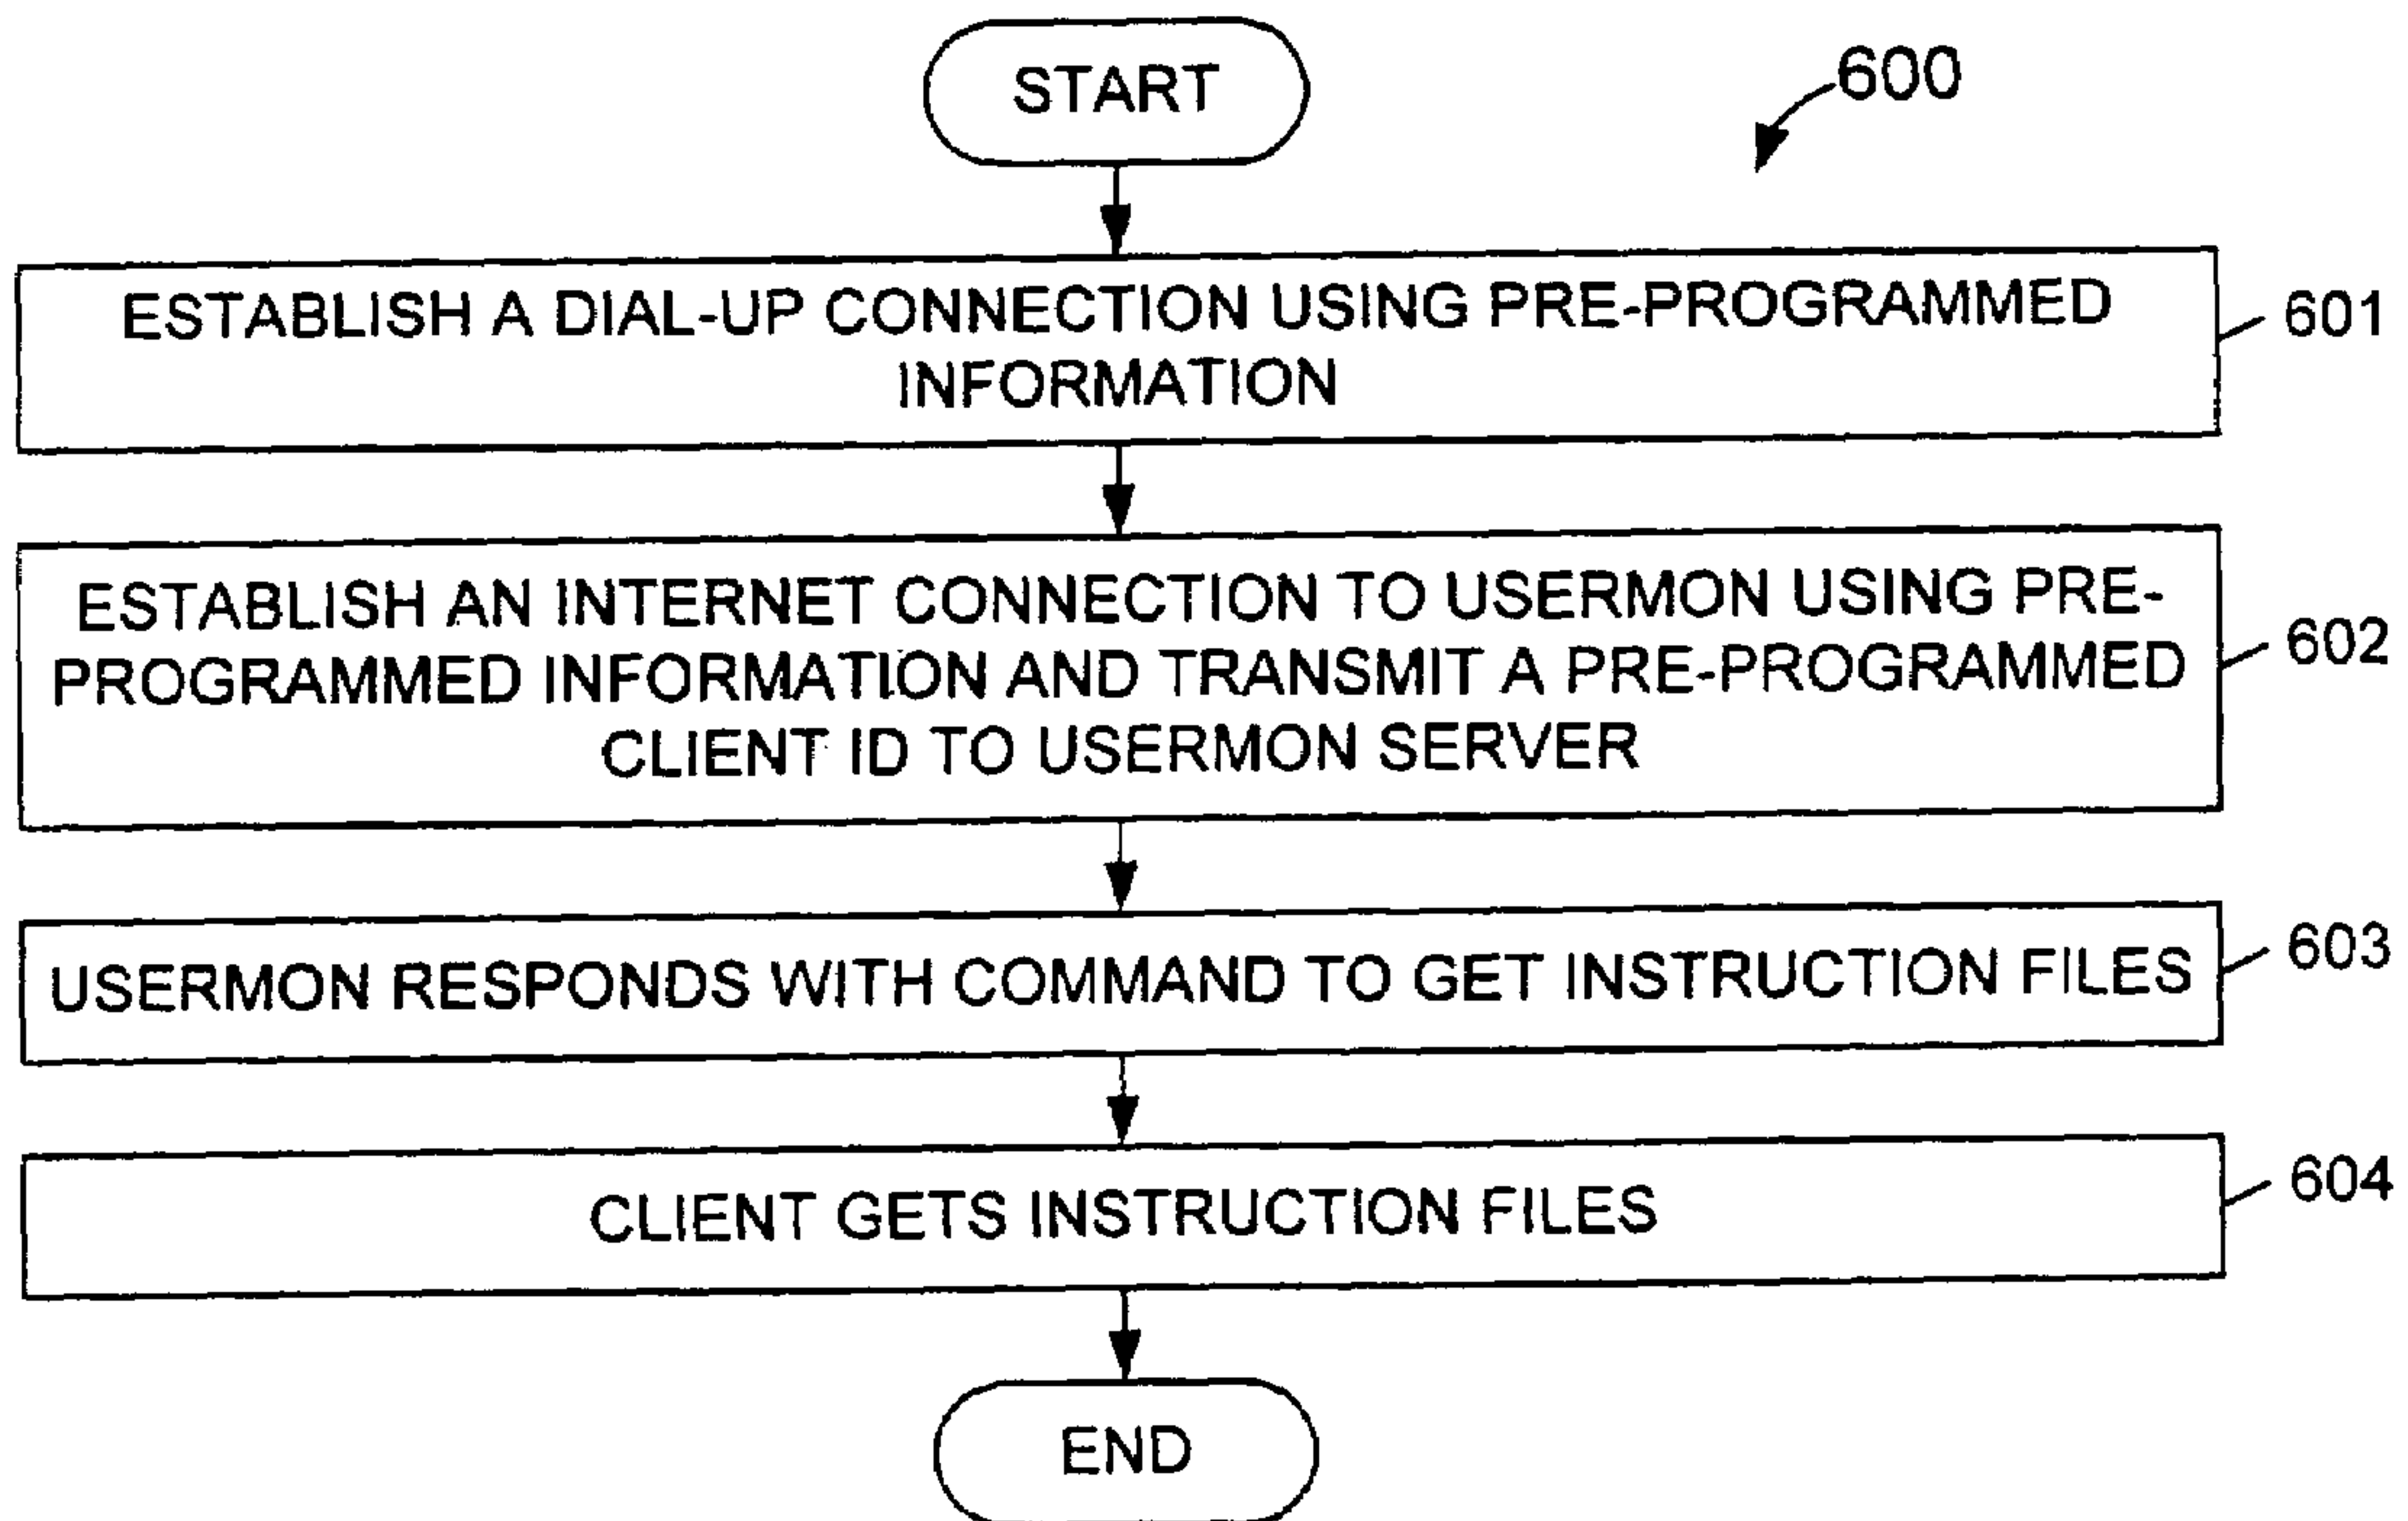 START
600
ESTABLISH A DIAL-UP CONNECTION USING PRE-PROGRAMMED
INFORMATION
601
ESTABLISH AN INTERNET CONNECTION TO USERMON USING PRE-
PROGRAMMED INFORMATION AND TRANSMIT A PRE-PROGRAMMED
CLIENT ID TO USERMON SERVER
602
USERMON RESPONDS WITH COMMAND TO GET INSTRUCTION FILES
603
CLIENT GETS INSTRUCTION FILES
604
END